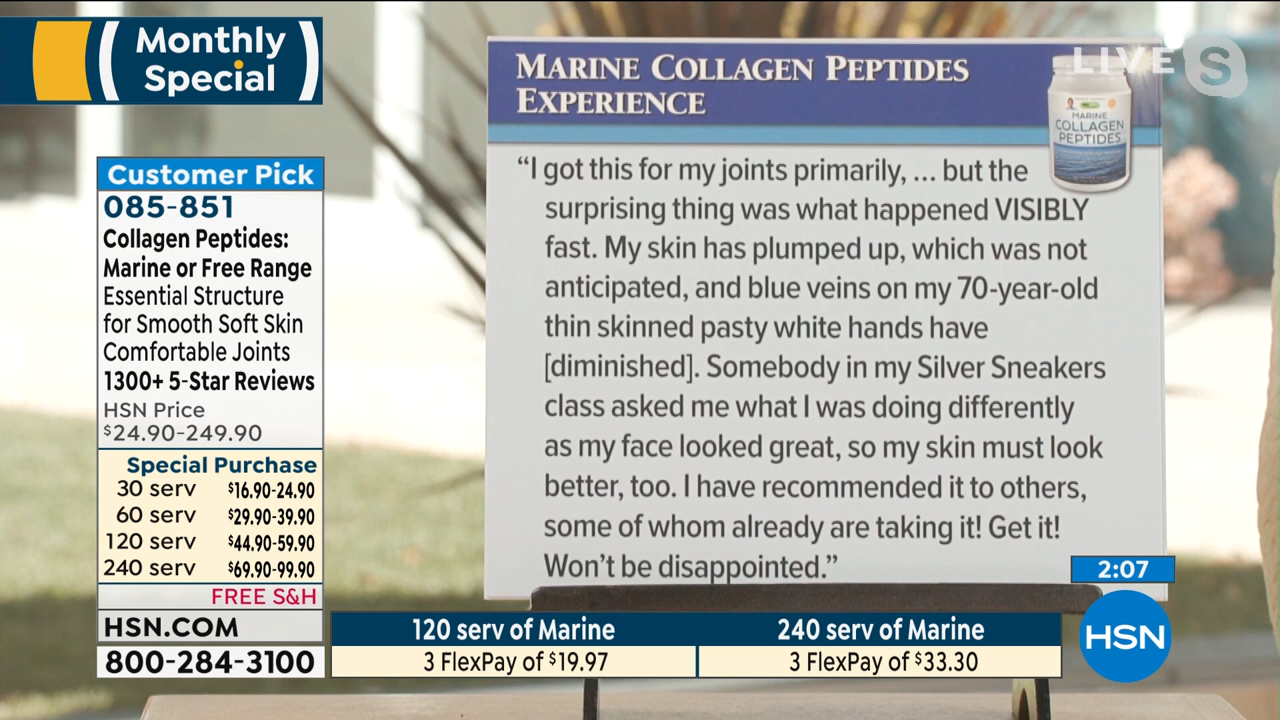 Monthly
Special
Customer Pick
085-851
Collagen Peptides:
Marine or Free Range
Essential Structure
for Smooth Soft Skin
Comfortable Joints
1300+ 5-Star Reviews
HSN Price
$24.90-249.90
Special Purchase
30 serv $16.90-24.90
60 serv $29.90-39.90
120 serv $44.90-59.90
240 serv $69.90-99.90
FREE S&H
HSN.COM
800-284-3100
MARINE COLLAGEN PEPTIDES
EXPERIENCE
LIVE S
MARINE
COLLAGEN
PEPTIDES
“I got this for my joints primarily, ... but the
surprising thing was what happened VISIBLY
fast. My skin has plumped up, which was not
anticipated, and blue veins on my 70-year-old
thin skinned pasty white hands have
[diminished]. Somebody in my Silver Sneakers
class asked me what I was doing differently
as my face looked great, so my skin must look
better, too. I have recommended it to others,
some of whom already are taking it! Get it!
Won’t be disappointed.”
2:07
120 serv of Marine
3 FlexPay of $19.97
240 serv of Marine
3 FlexPay of $33.30
HSN